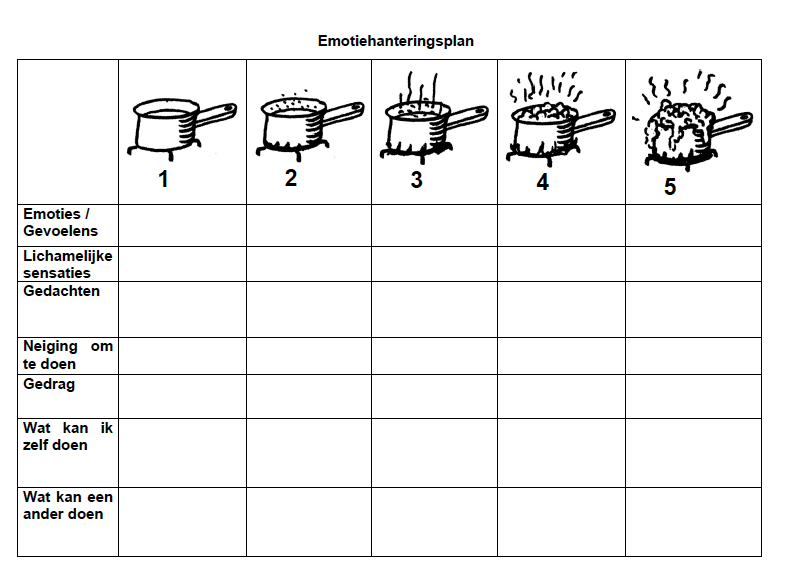 Emotiehanteringsplan
1
2
3
4
5
Emoties /
Gevoelens
Lichamelijke
sensaties
Gedachten
Neiging om
te doen
Gedrag
Wat kan ik
zelf doen
Wat kan een
ander doen